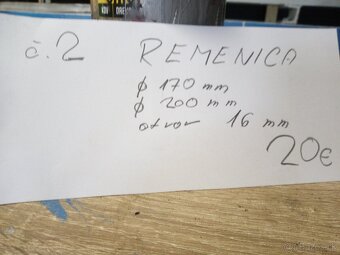 č.2 REMENICA
ϕ 170 mm
ϕ 200 mm
otvor 16 mm
20€